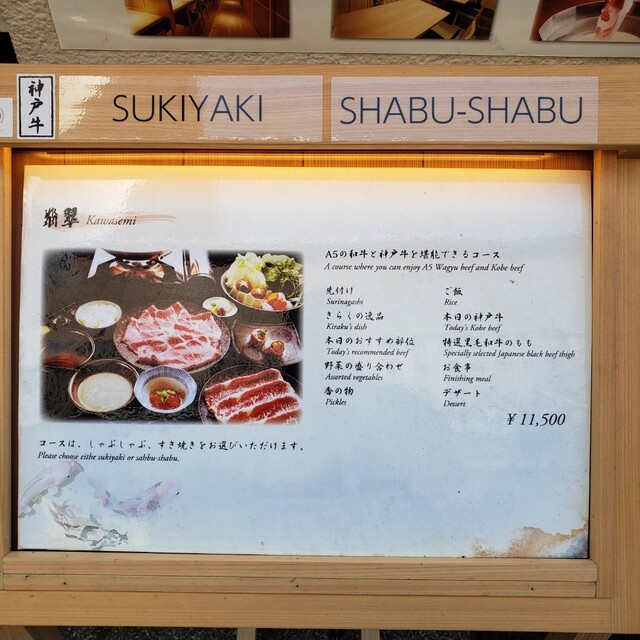 神戸牛
SUKIYAKI
SHABU-SHABU
翡翠 Kawasemi
A5の和牛と神戸牛を堪能できるコース
A course where you can enjoy A5 Wagyu beef and Kobe beef
先付け
Surinagashi
きらくの逸品
Kiraku's dish
本日のおすすめ部位
Today's recommended beef
野菜の盛り合わせ
Assorted vegetables
香の物
Pickles
ご飯
Rice
本日の神戸牛
Today's Kobe beef
特選黒毛和牛のもも
Specially selected Japanese black beef thigh
お食事
Finishing meal
デザート
Dessert
¥ 11,500
コースは、しゃぶしゃぶ、すき焼きをお選びいただけます。
Please choose eithe sukiyaki or sahbu-shabu.